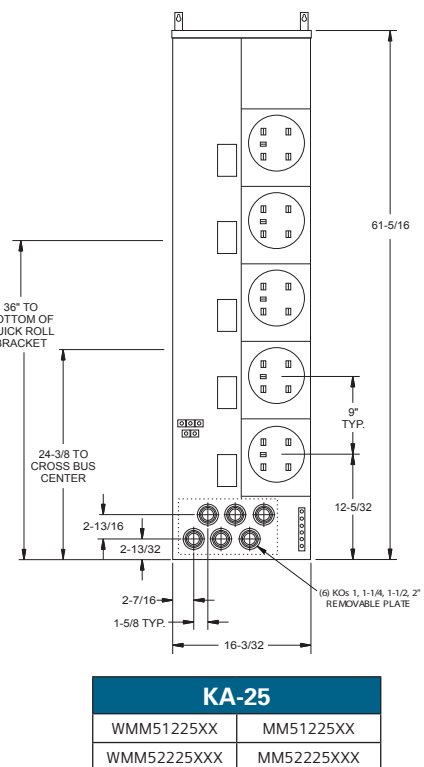 61-5/16
36" TO
BOTTOM OF
QUICK ROLL
BRACKET
9"
TYP.
24-3/8 TO
CROSS BUS
CENTER
12-5/32
2-13/16
2-13/32
(6) KOs 1, 1-1/4, 1-1/2, 2"
REMOVABLE PLATE
2-7/16
1-5/8 TYP.
16-3/32
KA-25
WMM51225XX MM51225XX
WMM52225XXX MM52225XXX